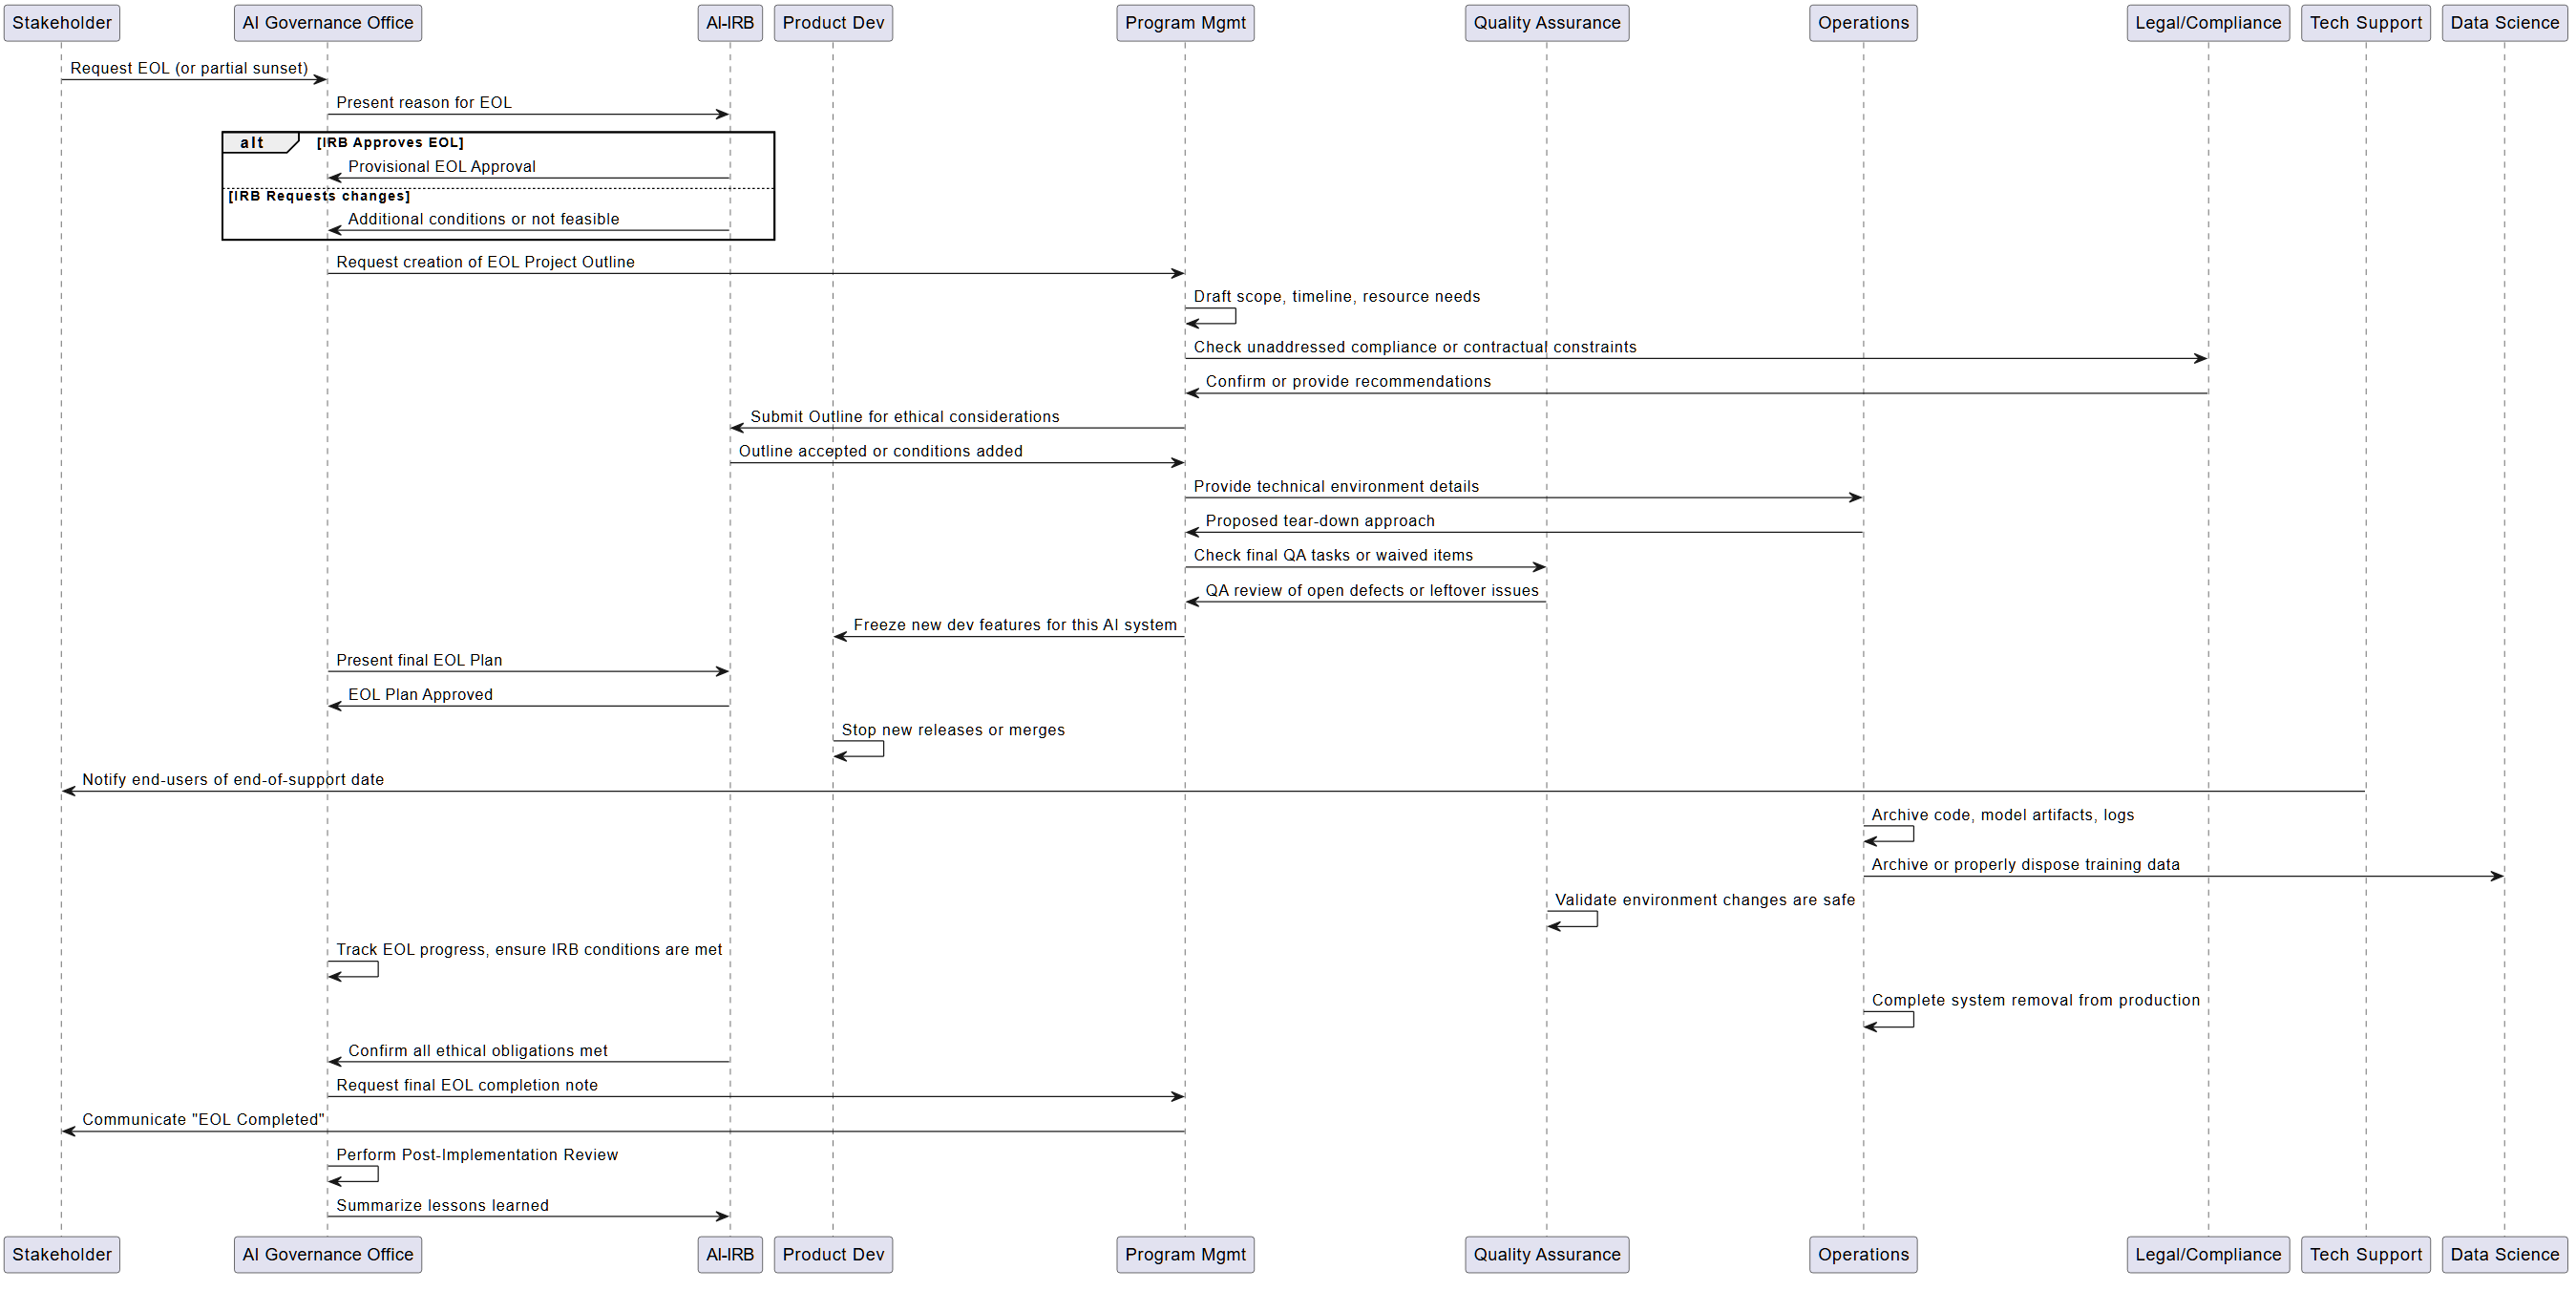 Stakeholder
AI Governance Office
AI-IRB
Product Dev
Program Mgmt
Quality Assurance
Operations
Legal/Compliance
Tech Support
Data Science
Request EOL (or partial sunset)
Present reason for EOL
alt
[IRB Approves EOL]
Provisional EOL Approval
[IRB Requests changes]
Additional conditions or not feasible
Request creation of EOL Project Outline
Draft scope, timeline, resource needs
Check unaddressed compliance or contractual constraints
Confirm or provide recommendations
Submit Outline for ethical considerations
Outline accepted or conditions added
Provide technical environment details
Proposed tear-down approach
Check final QA tasks or waived items
QA review of open defects or leftover issues
Freeze new dev features for this AI system
Present final EOL Plan
EOL Plan Approved
Stop new releases or merges
Notify end-users of end-of-support date
Archive code, model artifacts, logs
Archive or properly dispose training data
Validate environment changes are safe
Track EOL progress, ensure IRB conditions are met
Complete system removal from production
Confirm all ethical obligations met
Request final EOL completion note
Communicate "EOL Completed"
Perform Post-Implementation Review
Summarize lessons learned
Stakeholder
AI Governance Office
AI-IRB
Product Dev
Program Mgmt
Quality Assurance
Operations
Legal/Compliance
Tech Support
Data Science